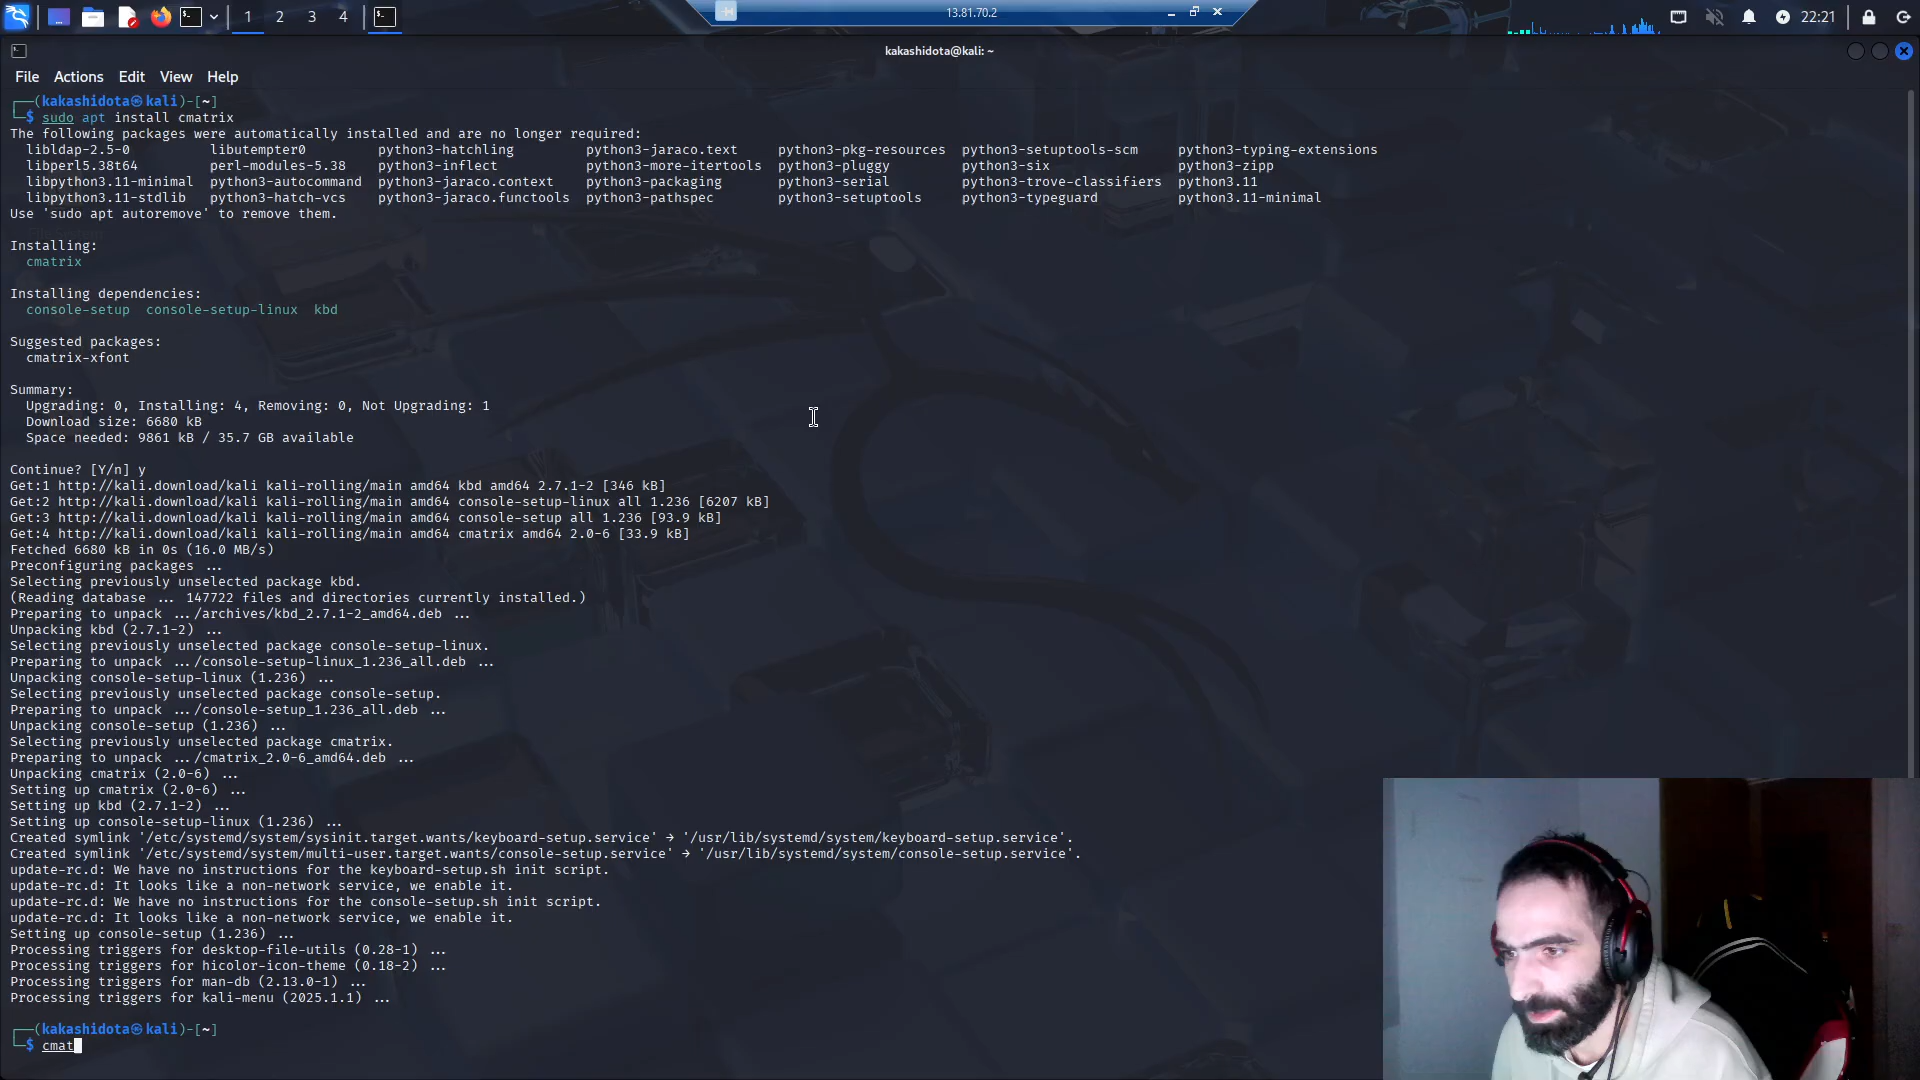 1 2 3 4
13.81.70.2
22:21
kakashidota@kali: ~
File Actions Edit View Help
┌──(kakashidota㉿kali)-[~]
└─$ sudo apt install cmatrix
The following packages were automatically installed and are no longer required:
libldap-2.5-0 libutempter0 python3-hatchling python3-jaraco.text python3-pkg-resources python3-setuptools-scm python3-typing-extensions
libperl5.38t64 perl-modules-5.38 python3-inflect python3-more-itertools python3-pluggy python3-six python3-zipp
libpython3.11-minimal python3-autocommand python3-jaraco.context python3-packaging python3-serial python3-trove-classifiers python3.11
libpython3.11-stdlib python3-hatch-vcs python3-jaraco.functools python3-pathspec python3-setuptools python3-typeguard python3.11-minimal
Use 'sudo apt autoremove' to remove them.
Installing:
cmatrix
Installing dependencies:
console-setup console-setup-linux kbd
Suggested packages:
cmatrix-xfont
Summary:
Upgrading: 0, Installing: 4, Removing: 0, Not Upgrading: 1
Download size: 6680 kB
Space needed: 9861 kB / 35.7 GB available
Continue? [Y/n] y
Get:1 http://kali.download/kali kali-rolling/main amd64 kbd amd64 2.7.1-2 [346 kB]
Get:2 http://kali.download/kali kali-rolling/main amd64 console-setup-linux all 1.236 [6207 kB]
Get:3 http://kali.download/kali kali-rolling/main amd64 console-setup all 1.236 [93.9 kB]
Get:4 http://kali.download/kali kali-rolling/main amd64 cmatrix amd64 2.0-6 [33.9 kB]
Fetched 6680 kB in 0s (16.0 MB/s)
Preconfiguring packages ...
Selecting previously unselected package kbd.
(Reading database ... 147722 files and directories currently installed.)
Preparing to unpack .../archives/kbd_2.7.1-2_amd64.deb ...
Unpacking kbd (2.7.1-2) ...
Selecting previously unselected package console-setup-linux.
Preparing to unpack .../console-setup-linux_1.236_all.deb ...
Unpacking console-setup-linux (1.236) ...
Selecting previously unselected package console-setup.
Preparing to unpack .../console-setup_1.236_all.deb ...
Unpacking console-setup (1.236) ...
Selecting previously unselected package cmatrix.
Preparing to unpack .../cmatrix_2.0-6_amd64.deb ...
Unpacking cmatrix (2.0-6) ...
Setting up cmatrix (2.0-6) ...
Setting up kbd (2.7.1-2) ...
Setting up console-setup-linux (1.236) ...
Created symlink '/etc/systemd/system/sysinit.target.wants/keyboard-setup.service' → '/usr/lib/systemd/system/keyboard-setup.service'.
Created symlink '/etc/systemd/system/multi-user.target.wants/console-setup.service' → '/usr/lib/systemd/system/console-setup.service'.
update-rc.d: We have no instructions for the keyboard-setup.sh init script.
update-rc.d: It looks like a non-network service, we enable it.
update-rc.d: We have no instructions for the console-setup.sh init script.
update-rc.d: It looks like a non-network service, we enable it.
Setting up console-setup (1.236) ...
Processing triggers for desktop-file-utils (0.28-1) ...
Processing triggers for hicolor-icon-theme (0.18-2) ...
Processing triggers for man-db (2.13.0-1) ...
Processing triggers for kali-menu (2025.1.1) ...
┌──(kakashidota㉿kali)-[~]
└─$ cmat